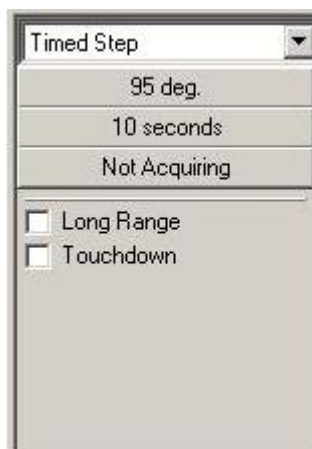 Timed Step
95 deg.
10 seconds
Not Acquiring
Long Range
Touchdown